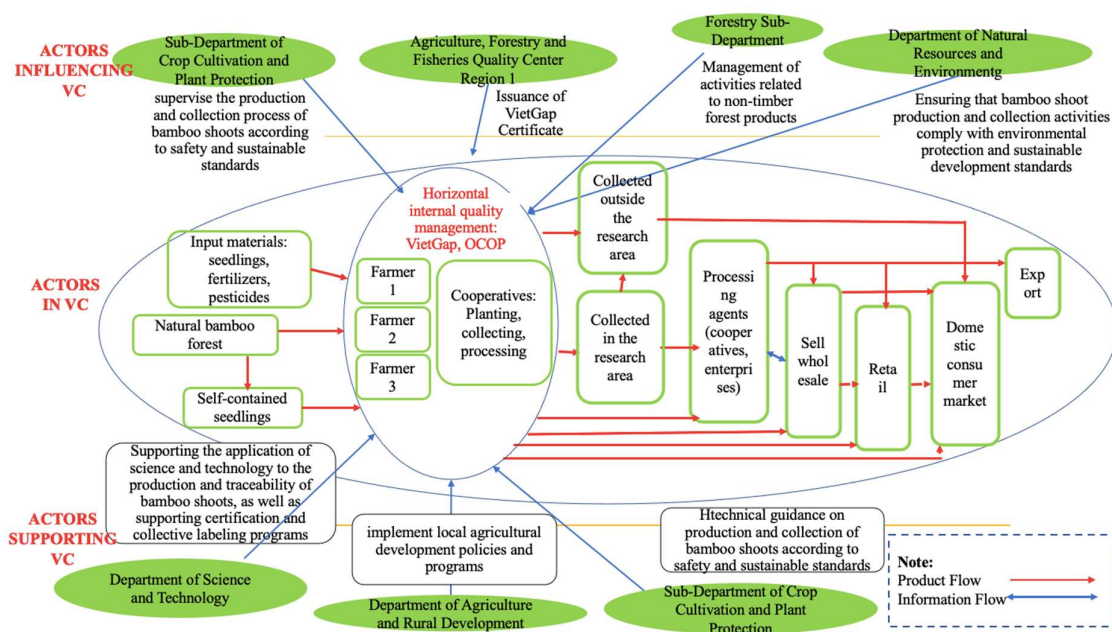 ACTORS
INFLUENCING
VC
Sub-Department of
Crop Cultivation and
Plant Protection
supervise the production
and collection process of
bamboo shoots according
to safety and sustainable
standards
Agriculture, Forestry and
Fisheries Quality Center
Region 1
Issuance of
VietGap
Certificate
Forestry Sub-
Department
Management of
activities related
to non-timber
forest products
Department of Natural
Resources and
Environmentg
Ensuring that bamboo shoot
production and collection activities
comply with environmental
protection and sustainable
development standards
ACTORS
IN VC
Input materials:
seedlings,
fertilizers,
pesticides
Natural bamboo
forest
Self-contained
seedlings
Horizontal
internal quality
management:
VietGap, OCOP
Farmer
1
Farmer
2
Farmer
3
Cooperatives:
Planting,
collecting,
processing
Collected
outside
the
research
area
Collected
in the
research
area
Processi
ng
agents
(cooper
atives,
enterpri
ses)
Sell
whol
esale
Reta
il
Dome
stic
consu
mer
market
Exp
ort
ACTORS
SUPPORTING
VC
Supporting the application of
science and technology to the
production and traceability of
bamboo shoots, as well as
supporting certification and
collective labeling programs
Department of Science
and Technology
implement local agricultural
development policies and
programs
Department of Agriculture
and Rural Development
Htechnical guidance on
production and collection of
bamboo shoots according to
safety and sustainable standards
Sub-Department of Crop
Cultivation and Plant
Protection
Note:
Product Flow
Information Flow